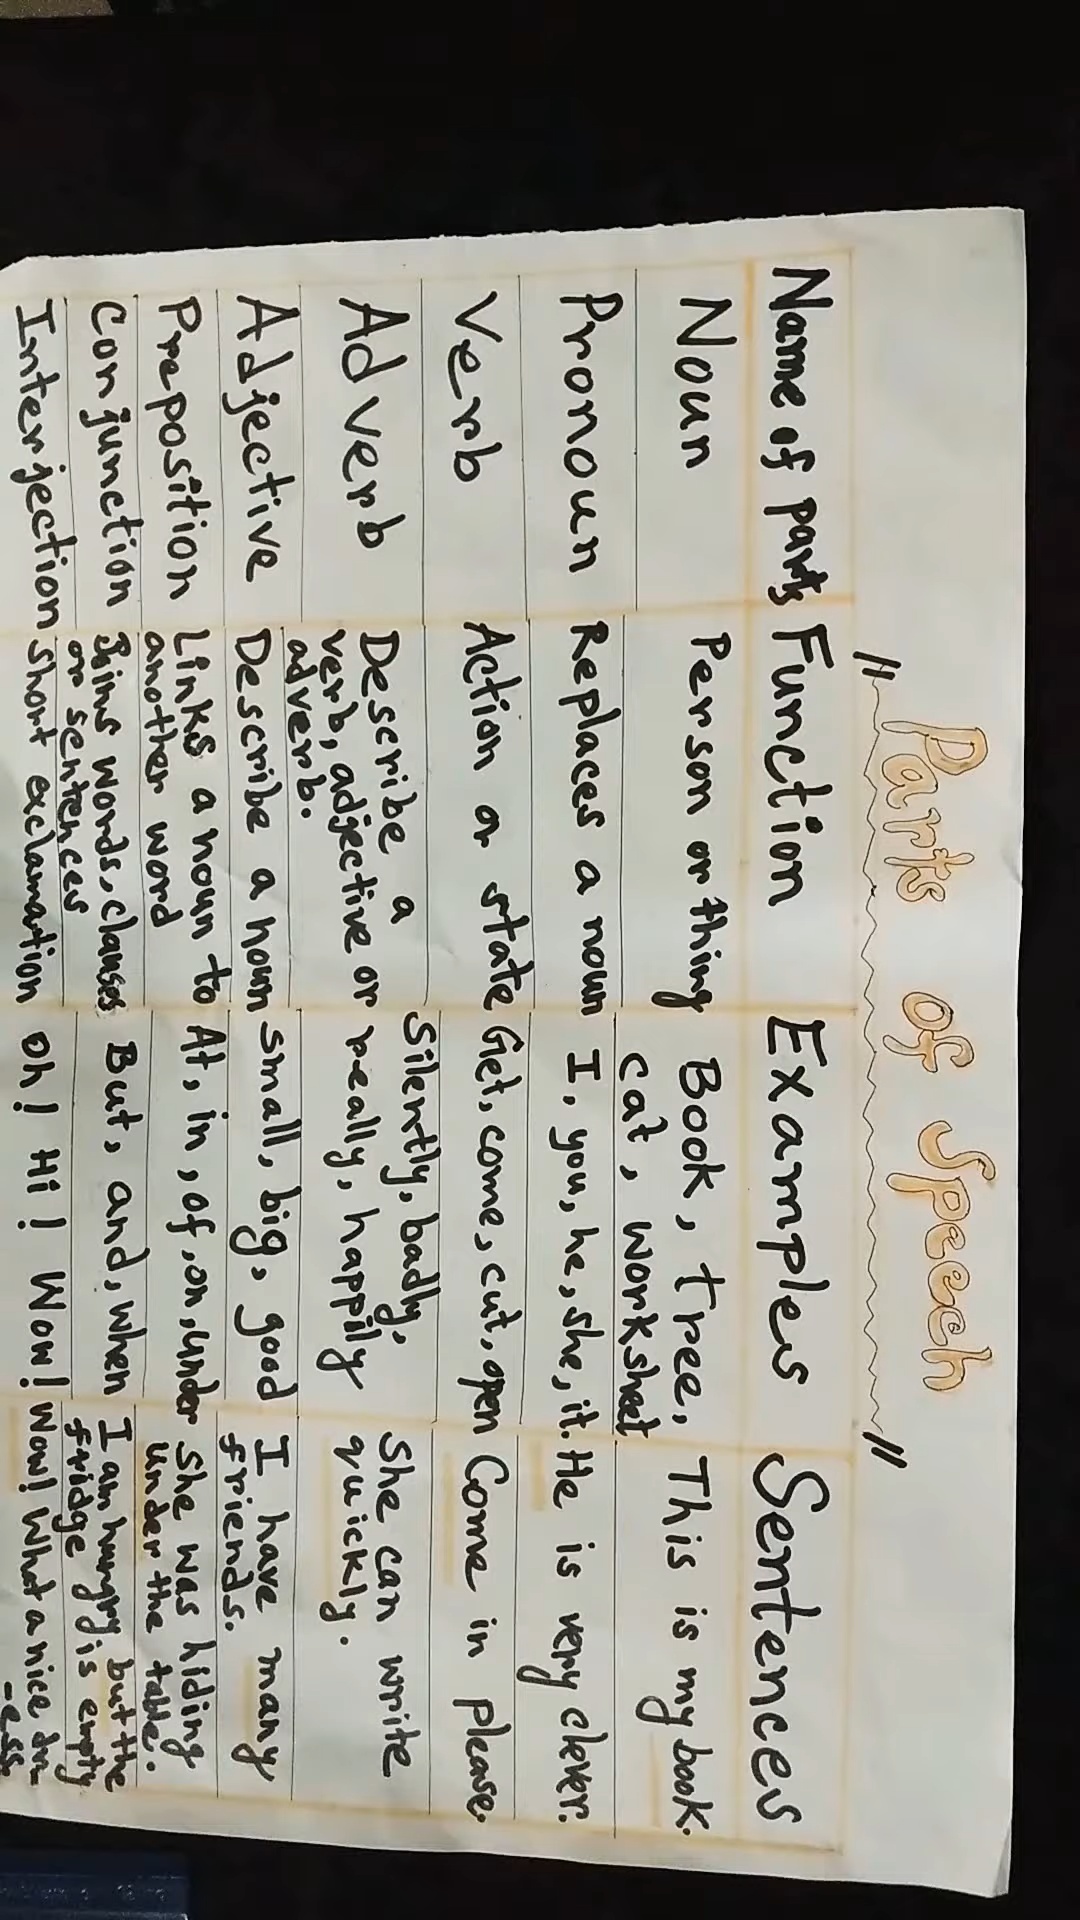 "Parts of Speech"
Name of parts Function Examples Sentences
Noun Person or thing Book, tree, This is my book.
cat, worksheet
Pronoun Replaces a noun I, you, he, she, it. He is very clever.
Verb Action or state Get, come, cut, open Come in please.
Adverb Describe a Silently, badly, She can write
verb, adjective or really, happily quickly.
adverb.
Adjective Describe a noun small, big, good I have many
friends.
Preposition Links a noun to At, in, of, on, under She was hiding
another word under the table.
Conjunction Joins words, clauses But, and, when I am hungry but the
or sentences fridge is empty
Interjection Short exclamation oh! Hi! Wow! Wow! What a nice dr-
-ess.